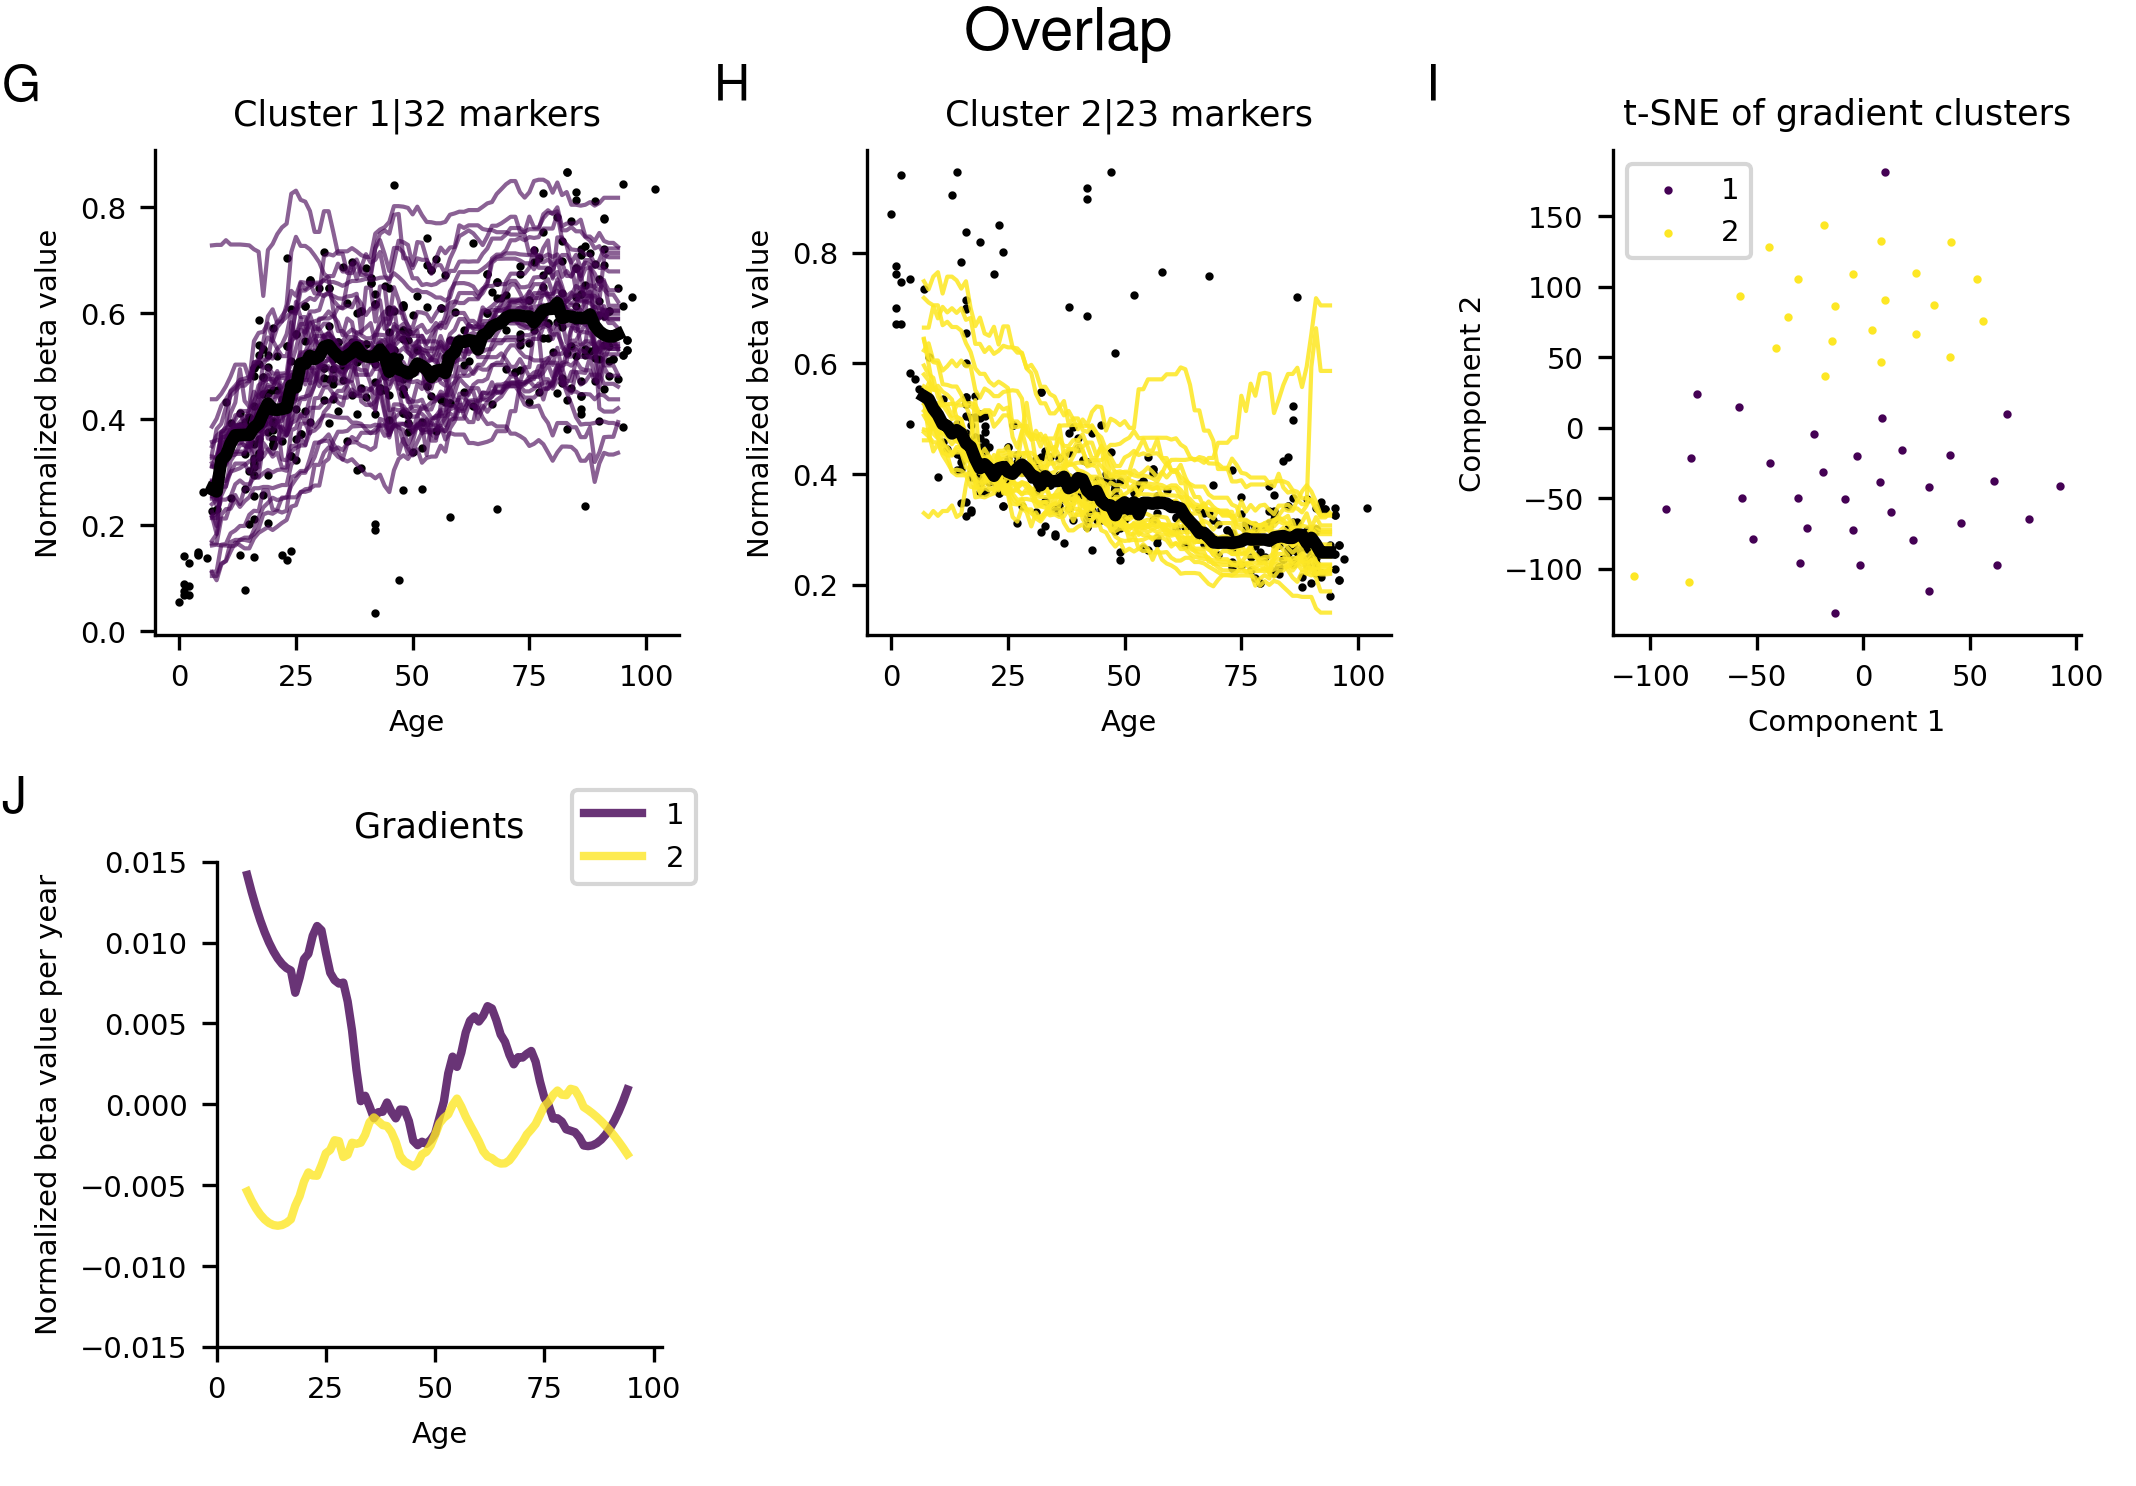 Overlap
G
Cluster 1|32 markers
Normalized beta value
0.8
0.6
0.4
0.2
0.0
0 25 50 75 100
Age
H
Cluster 2|23 markers
Normalized beta value
0.8
0.6
0.4
0.2
0 25 50 75 100
Age
I
t-SNE of gradient clusters
1
2
Component 2
150
100
50
0
−50
−100
−100 −50 0 50 100
Component 1
J
Gradients
1
2
Normalized beta value per year
0.015
0.010
0.005
0.000
−0.005
−0.010
−0.015
0 25 50 75 100
Age